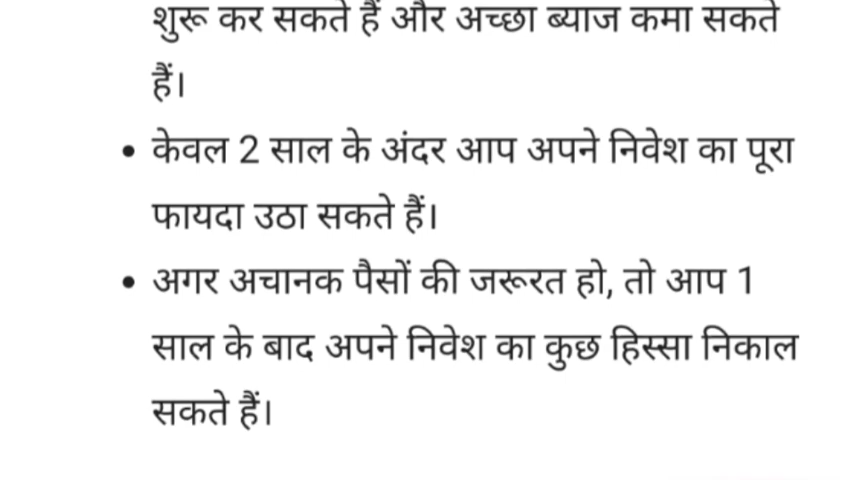 शुरू कर सकते हैं और अच्छा ब्याज कमा सकते
हैं।
• केवल 2 साल के अंदर आप अपने निवेश का पूरा
फायदा उठा सकते हैं।
• अगर अचानक पैसों की जरूरत हो, तो आप 1
साल के बाद अपने निवेश का कुछ हिस्सा निकाल
सकते हैं।